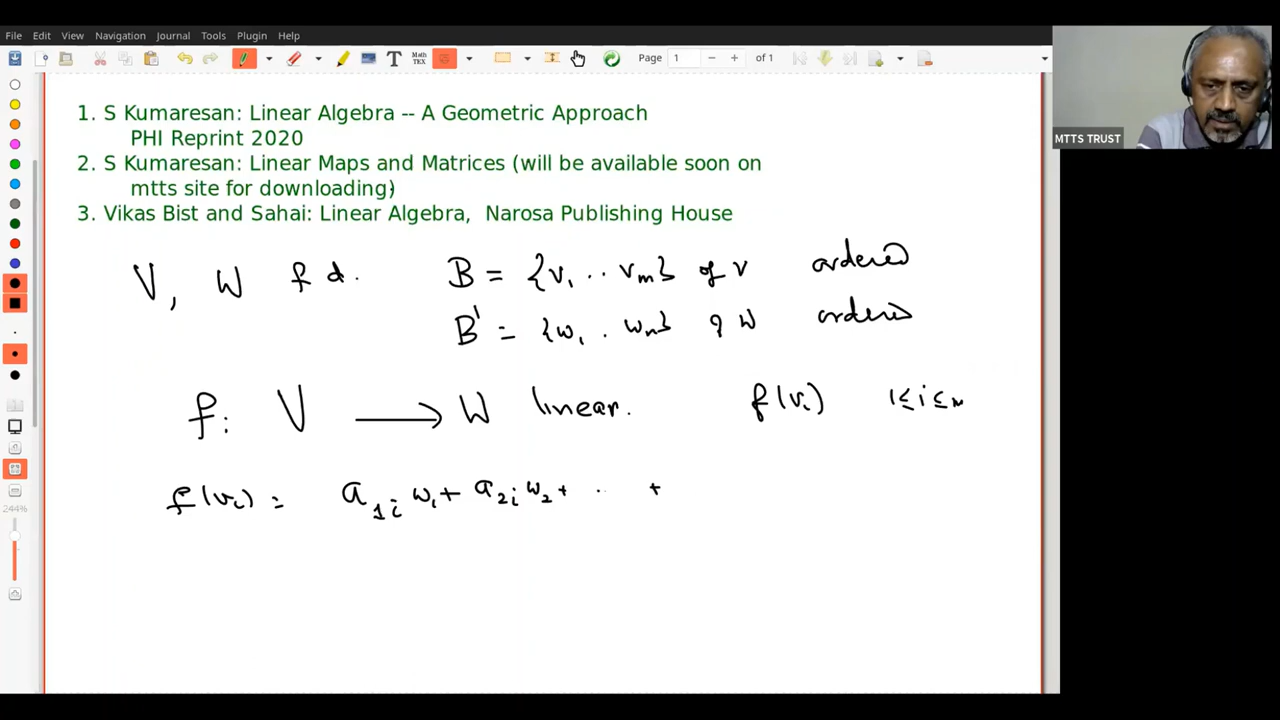 File Edit View Navigation Journal Tools Plugin Help
T Math TEX Page 1 of 1
MTTS TRUST
1. S Kumaresan: Linear Algebra -- A Geometric Approach
PHI Reprint 2020
2. S Kumaresan: Linear Maps and Matrices (will be available soon on
mtts site for downloading)
3. Vikas Bist and Sahai: Linear Algebra, Narosa Publishing House
V, W f d. B = {v₁ .. vₘ} of V ordered
B' = {w₁ . wₙ} of W ordered
f: V → W linear. f(vᵢ) 1≤i≤
f(vᵢ) = a₁ᵢ w₁ + a₂ᵢ w₂ + .. +
244%